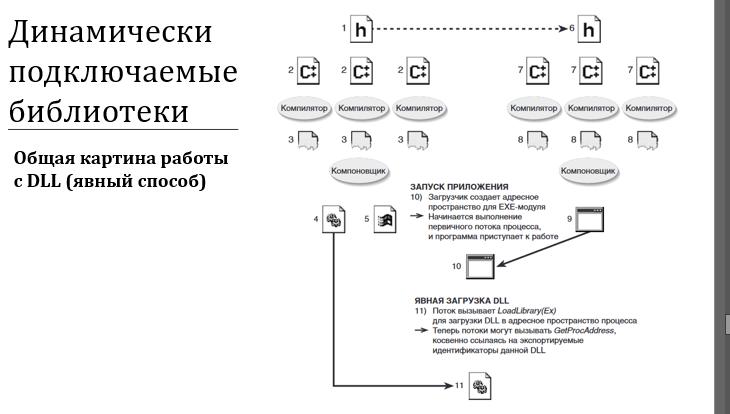 Динамически
подключаемые
библиотеки
Общая картина работы
с DLL (явный способ)
1 h 6 h
2 C++ 2 C++ 2 C++ 7 C++ 7 C++ 7 C++
Компилятор Компилятор Компилятор Компилятор Компилятор Компилятор
3 3 3 8 8 8
Компоновщик Компоновщик
ЗАПУСК ПРИЛОЖЕНИЯ
10) Загрузчик создает адресное
пространство для EXE-модуля
Начинается выполнение
первичного потока процесса,
и программа приступает к работе
4 5 9
10
ЯВНАЯ ЗАГРУЗКА DLL
11) Поток вызывает LoadLibrary(Ex)
для загрузки DLL в адресное пространство процесса
Теперь потоки могут вызывать GetProcAddress,
косвенно ссылаясь на экспортируемые
идентификаторы данной DLL
11